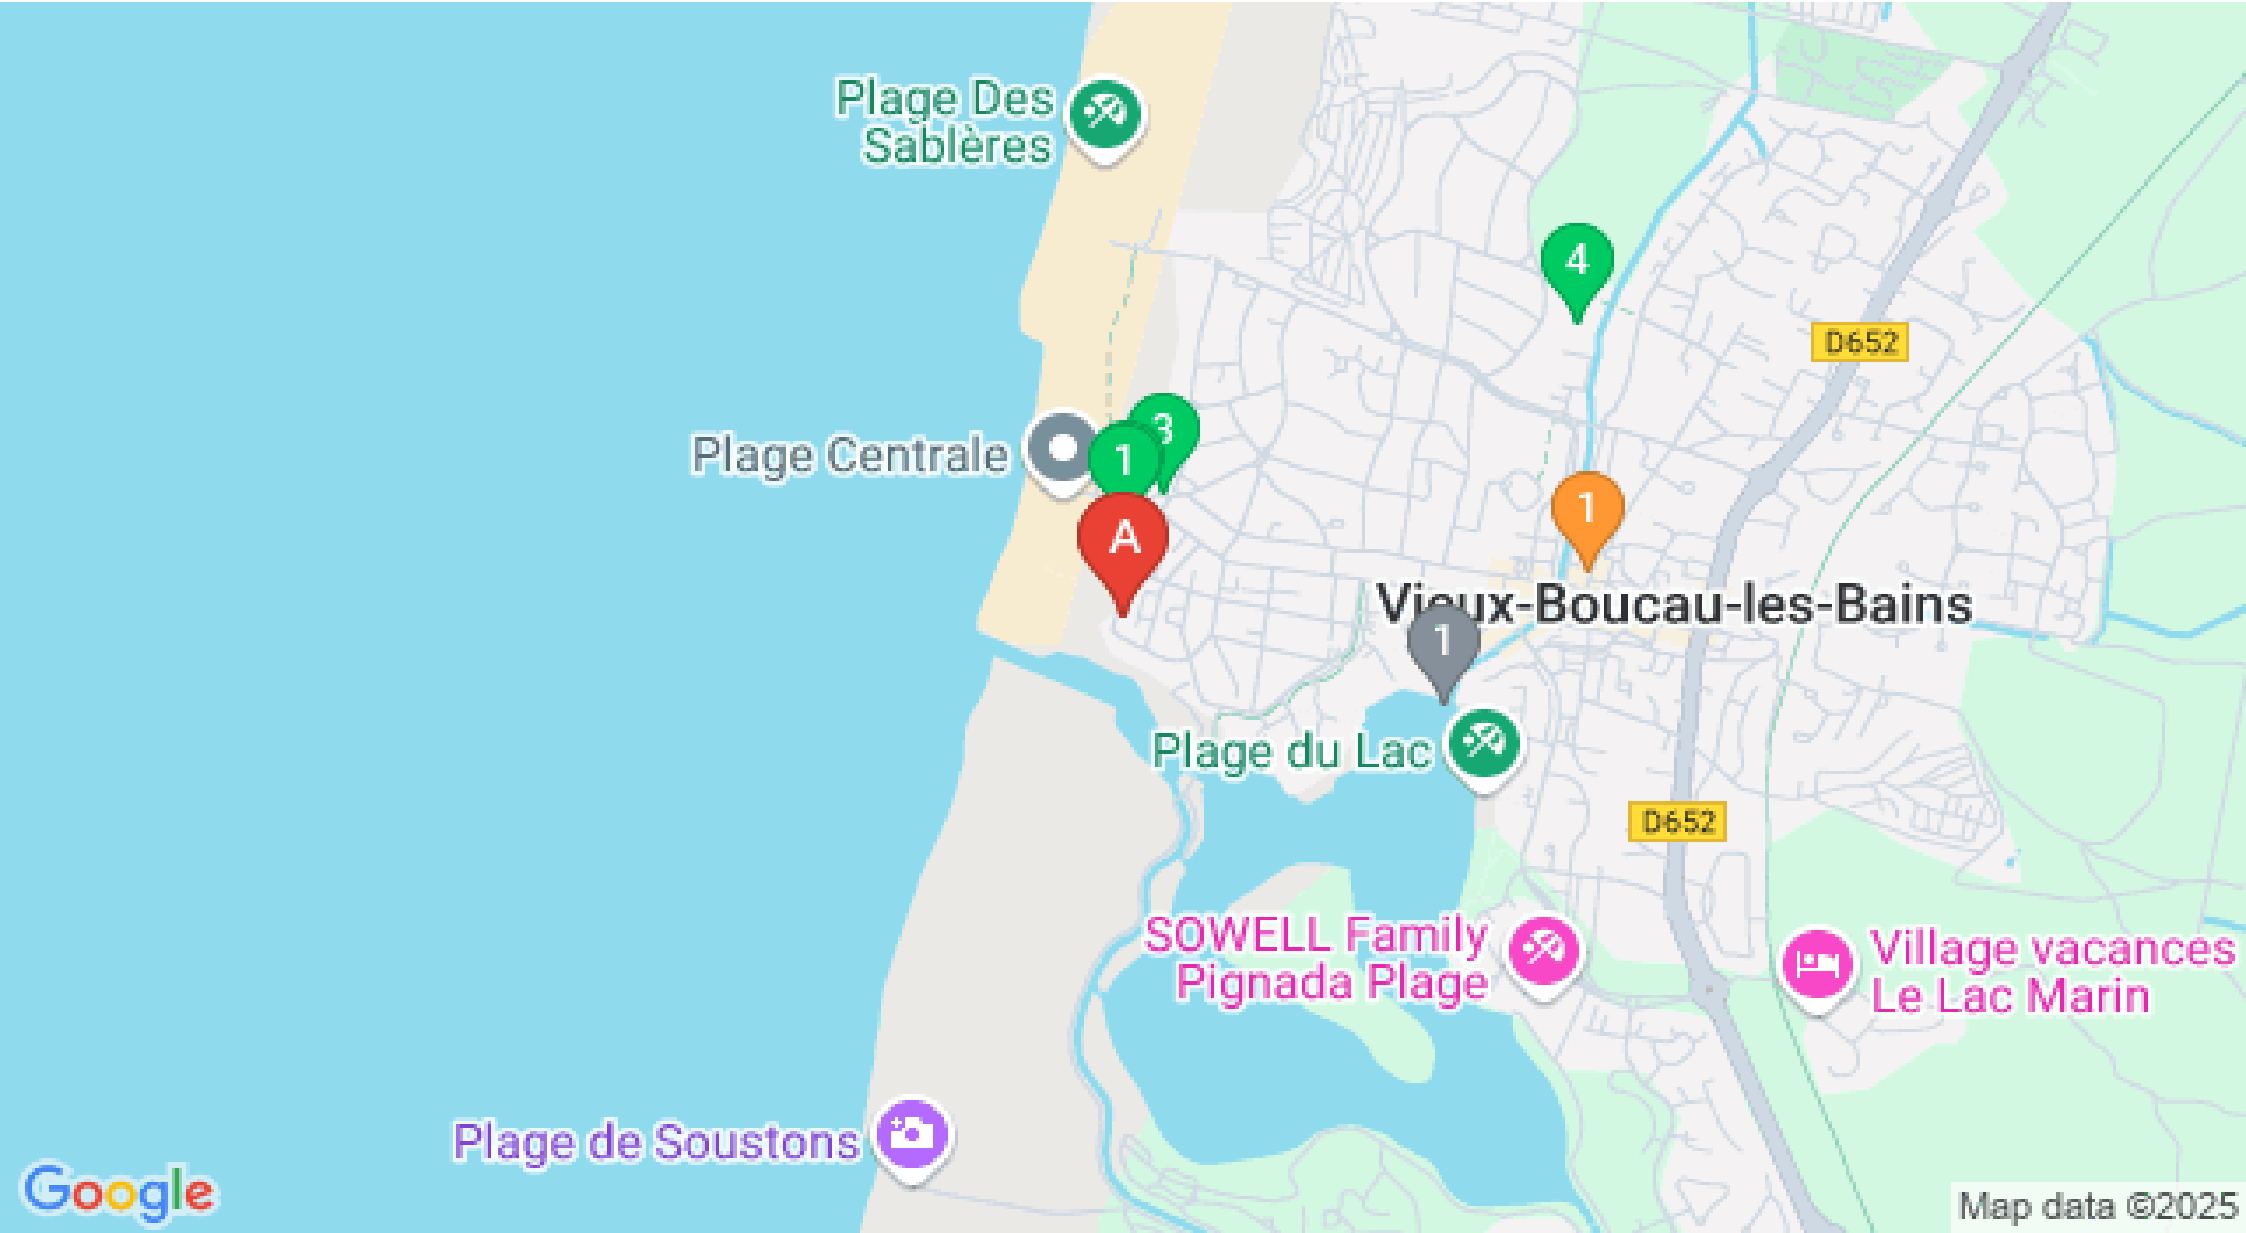 Plage Des
Sablères
4
D652
3
Plage Centrale
1
A
1
Vieux-Boucau-les-Bains
1
Plage du Lac
D652
SOWELL Family
Pignada Plage
Village vacances
Le Lac Marin
Plage de Soustons
Google
Map data ©2025